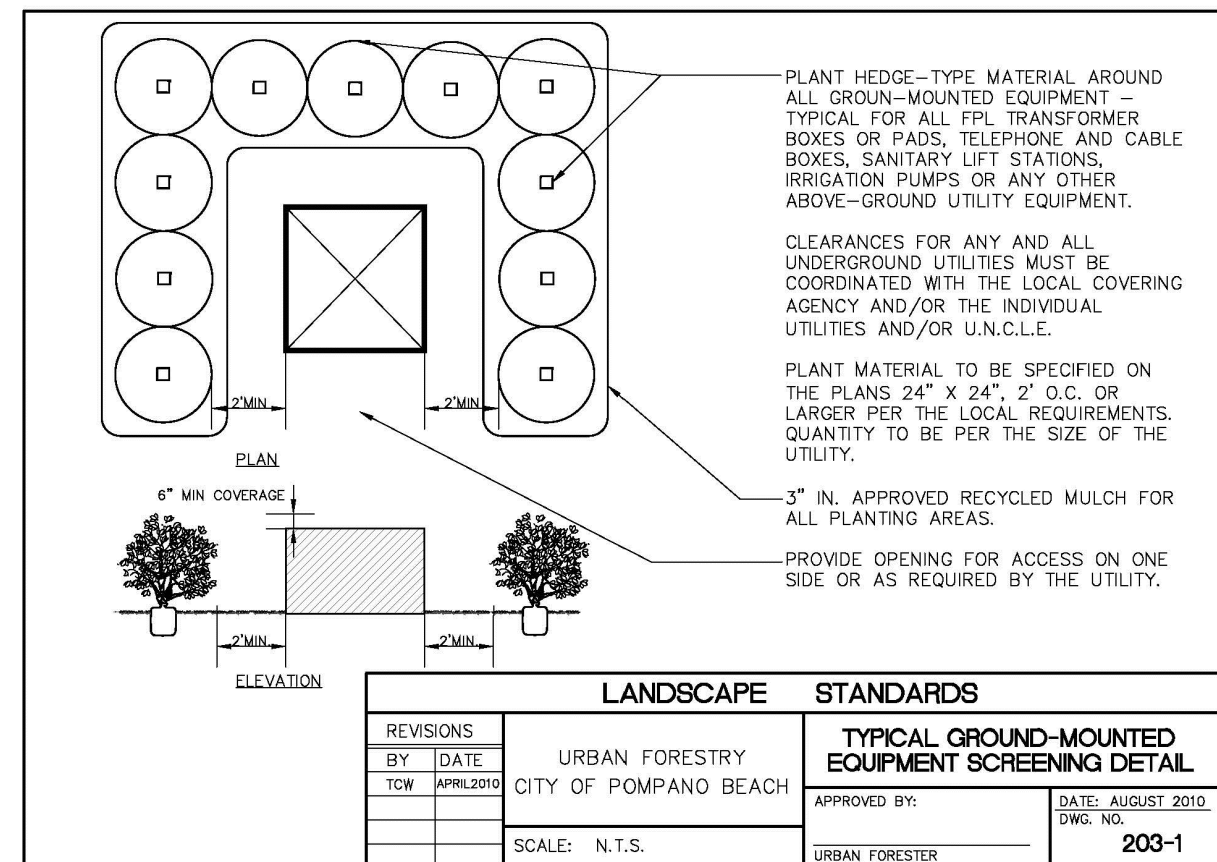 PLANT HEDGE-TYPE MATERIAL AROUND
ALL GROUN-MOUNTED EQUIPMENT –
TYPICAL FOR ALL FPL TRANSFORMER
BOXES OR PADS, TELEPHONE AND CABLE
BOXES, SANITARY LIFT STATIONS,
IRRIGATION PUMPS OR ANY OTHER
ABOVE-GROUND UTILITY EQUIPMENT.
CLEARANCES FOR ANY AND ALL
UNDERGROUND UTILITIES MUST BE
COORDINATED WITH THE LOCAL COVERING
AGENCY AND/OR THE INDIVIDUAL
UTILITIES AND/OR U.N.C.L.E.
PLANT MATERIAL TO BE SPECIFIED ON
THE PLANS 24" X 24", 2' O.C. OR
LARGER PER THE LOCAL REQUIREMENTS.
QUANTITY TO BE PER THE SIZE OF THE
UTILITY.
3" IN. APPROVED RECYCLED MULCH FOR
ALL PLANTING AREAS.
PROVIDE OPENING FOR ACCESS ON ONE
SIDE OR AS REQUIRED BY THE UTILITY.
2'MIN. 2'MIN.
PLAN
6" MIN COVERAGE
2'MIN. 2'MIN.
ELEVATION
LANDSCAPE STANDARDS
REVISIONS
BY DATE
TCW APRIL2010
URBAN FORESTRY
CITY OF POMPANO BEACH
SCALE: N.T.S.
TYPICAL GROUND-MOUNTED
EQUIPMENT SCREENING DETAIL
APPROVED BY:
URBAN FORESTER
DATE: AUGUST 2010
DWG. NO.
203-1